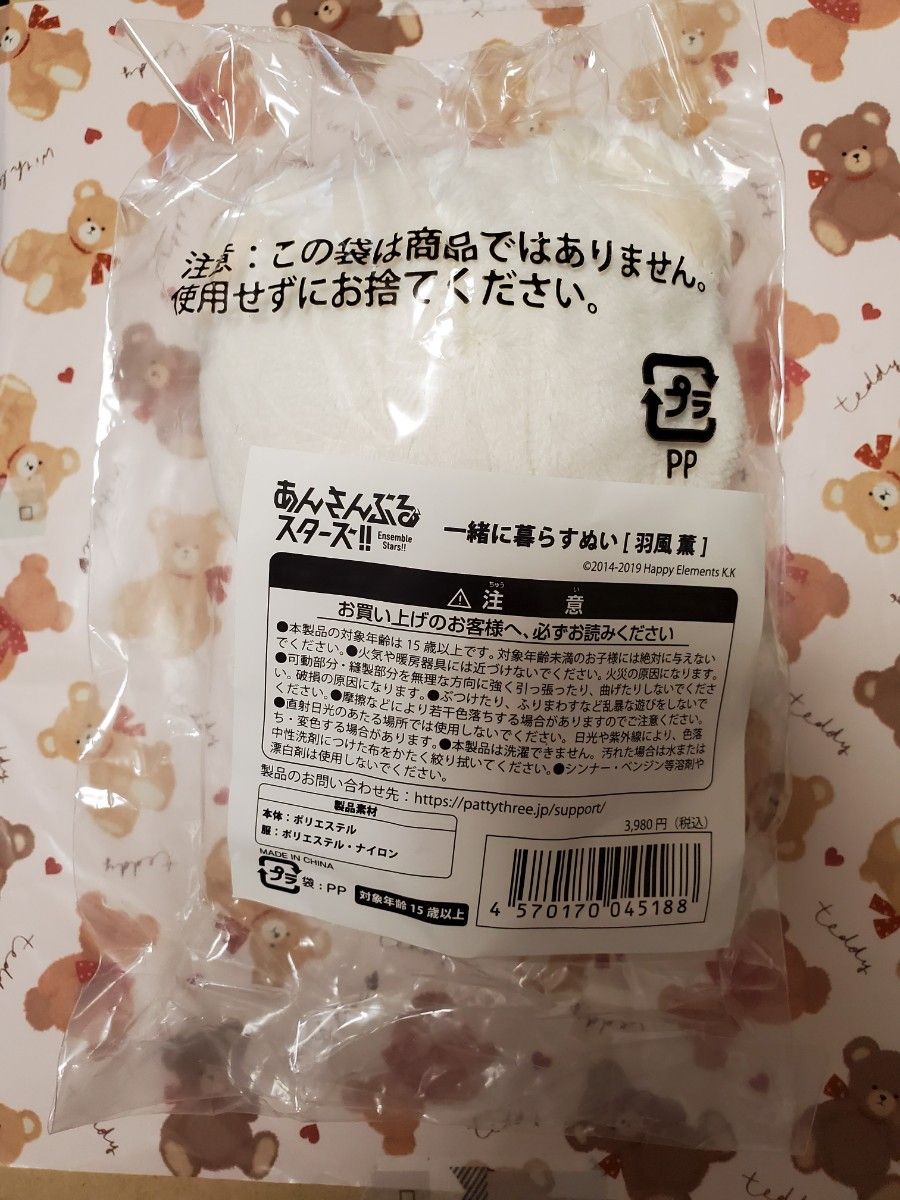 注意：この袋は商品ではありません。
使用せずにお捨てください。
プラ
PP
あんさんぶる
スターズ!!
Ensemble
Stars!!
一緒に暮らすぬい [ 羽風 薫 ]
©2014-2019 Happy Elements K.K
ちゅう い
⚠ 注 意
お買い上げのお客様へ、必ずお読みください
●本製品の対象年齢は 15 歳以上です。対象年齢未満のお子様には絶対に与えない
でください。●火気や暖房器具には近づけないでください。火災の原因になります。
●可動部分・縫製部分を無理な方向に強く引っ張ったり、曲げたりしないでくださ
い。破損の原因になります。●ぶつけたり、ふりまわすなど乱暴な遊びをしないで
ください。●摩擦などにより若干色落ちする場合がありますのでご注意ください。
●直射日光のあたる場所では使用しないでください。日光や紫外線により、色落
ち・変色する場合があります。●本製品は洗濯できません。汚れた場合は水または
中性洗剤につけた布をかたく絞り拭いてください。●シンナー・ベンジン等溶剤や
漂白剤は使用しないでください。
製品のお問い合わせ先：https://pattythree.jp/support/
製品素材
本体：ポリエステル
服：ポリエステル・ナイロン
MADE IN CHINA
プラ 袋：PP
対象年齢 15 歳以上
3,980 円（税込）
4 570170 045188
teddy
teddy
teddy
teddy
teddy
teddy